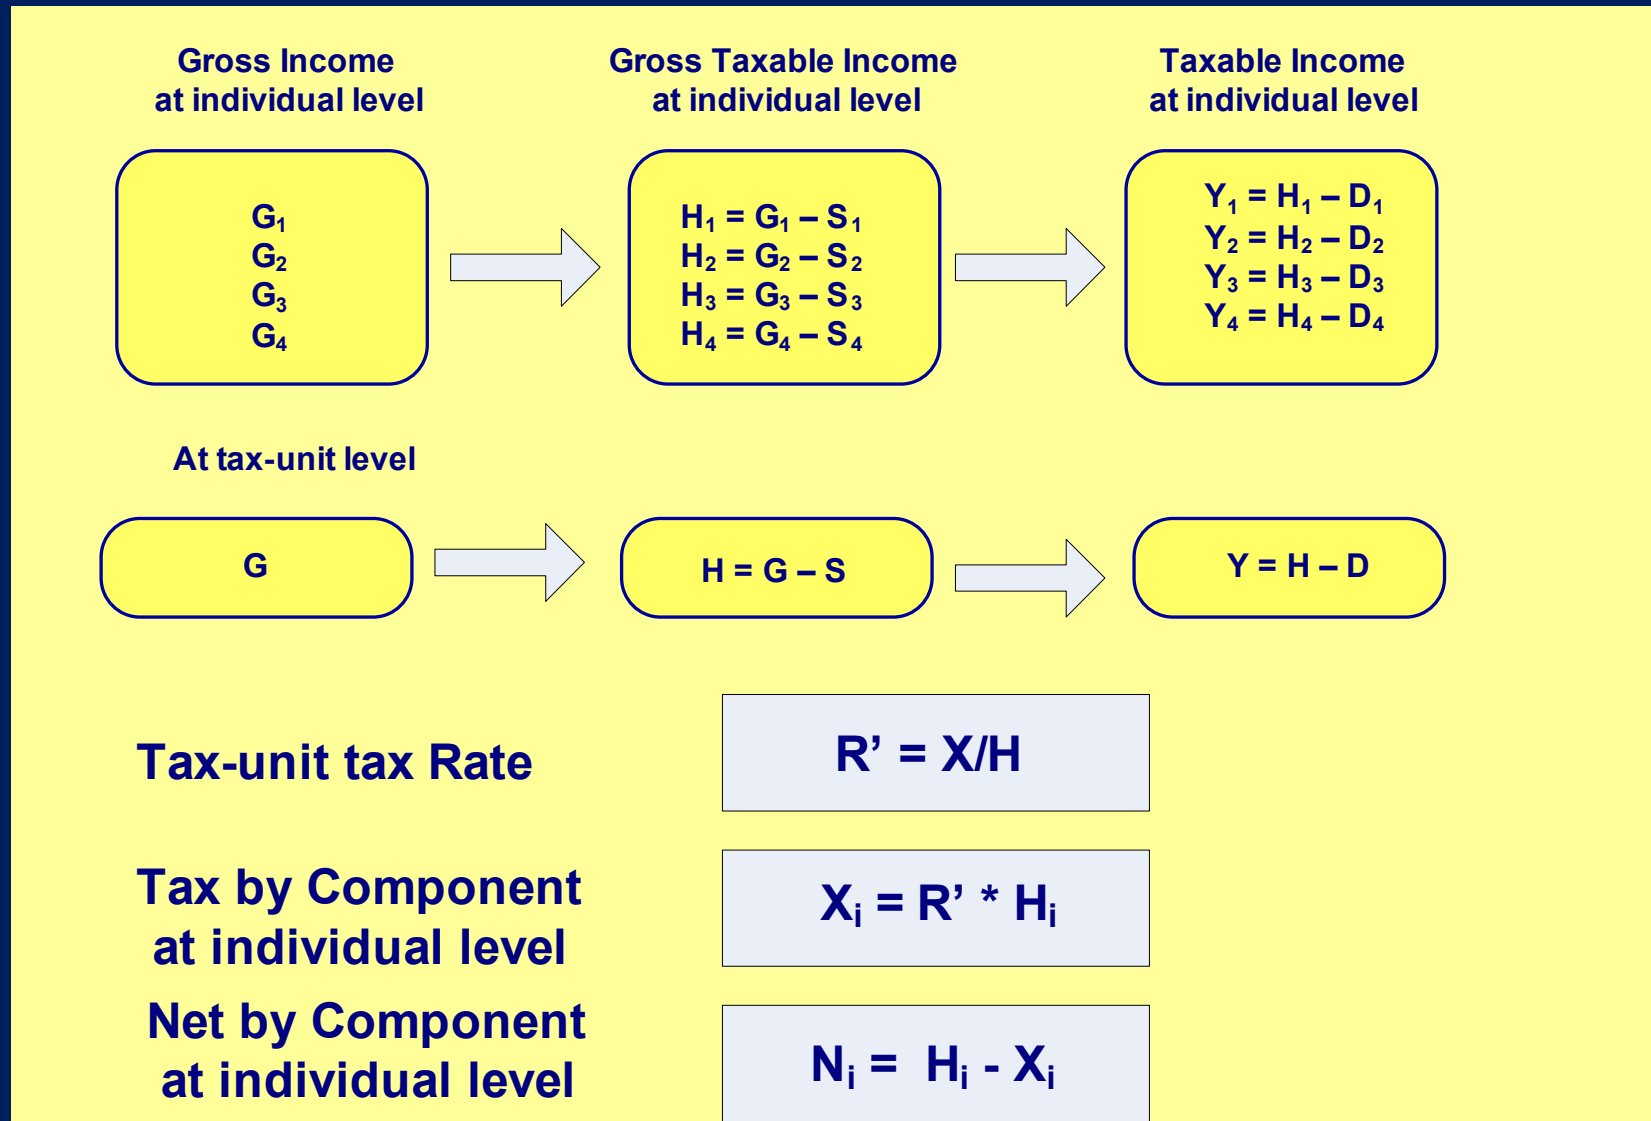 Gross Income
at individual level
Gross Taxable Income
at individual level
Taxable Income
at individual level
G₁
G₂
G₃
G₄
H₁ = G₁ – S₁
H₂ = G₂ – S₂
H₃ = G₃ – S₃
H₄ = G₄ – S₄
Y₁ = H₁ – D₁
Y₂ = H₂ – D₂
Y₃ = H₃ – D₃
Y₄ = H₄ – D₄
At tax-unit level
G
H = G – S
Y = H – D
Tax-unit tax Rate
R’ = X/H
Tax by Component
at individual level
Xᵢ = R’ * Hᵢ
Net by Component
at individual level
Nᵢ = Hᵢ - Xᵢ